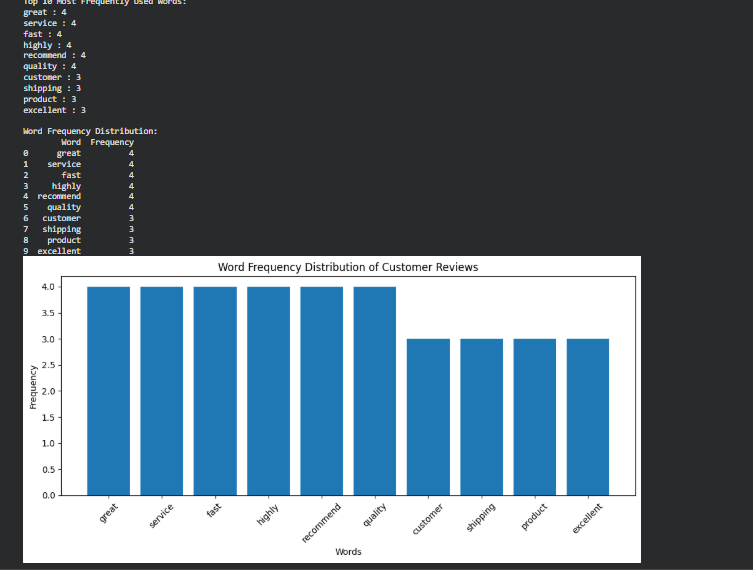 Top 10 Most Frequently Used Words:
great : 4
service : 4
fast : 4
highly : 4
recommend : 4
quality : 4
customer : 3
shipping : 3
product : 3
excellent : 3
Word Frequency Distribution:
Word Frequency
0 great 4
1 service 4
2 fast 4
3 highly 4
4 recommend 4
5 quality 4
6 customer 3
7 shipping 3
8 product 3
9 excellent 3
Word Frequency Distribution of Customer Reviews
4.0
3.5
3.0
2.5
2.0
1.5
1.0
0.5
0.0
Frequency
great
service
fast
highly
recommend
quality
customer
shipping
product
excellent
Words